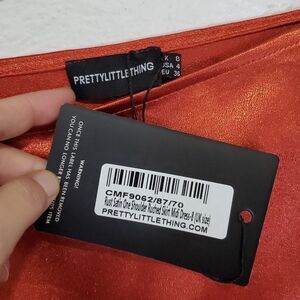 PRETTYLITTLETHING
UK 8
USA 4
EU 36
WARNING!
ONCE THIS LABEL HAS BEEN REMOVED
YOU CAN NO LONGER
THIS ITEM.
CMF9062/87/70
Rust Satin One Shoulder Ruched Skirt Midi Dress-8 (UK size)
PRETTYLITTLETHING.COM